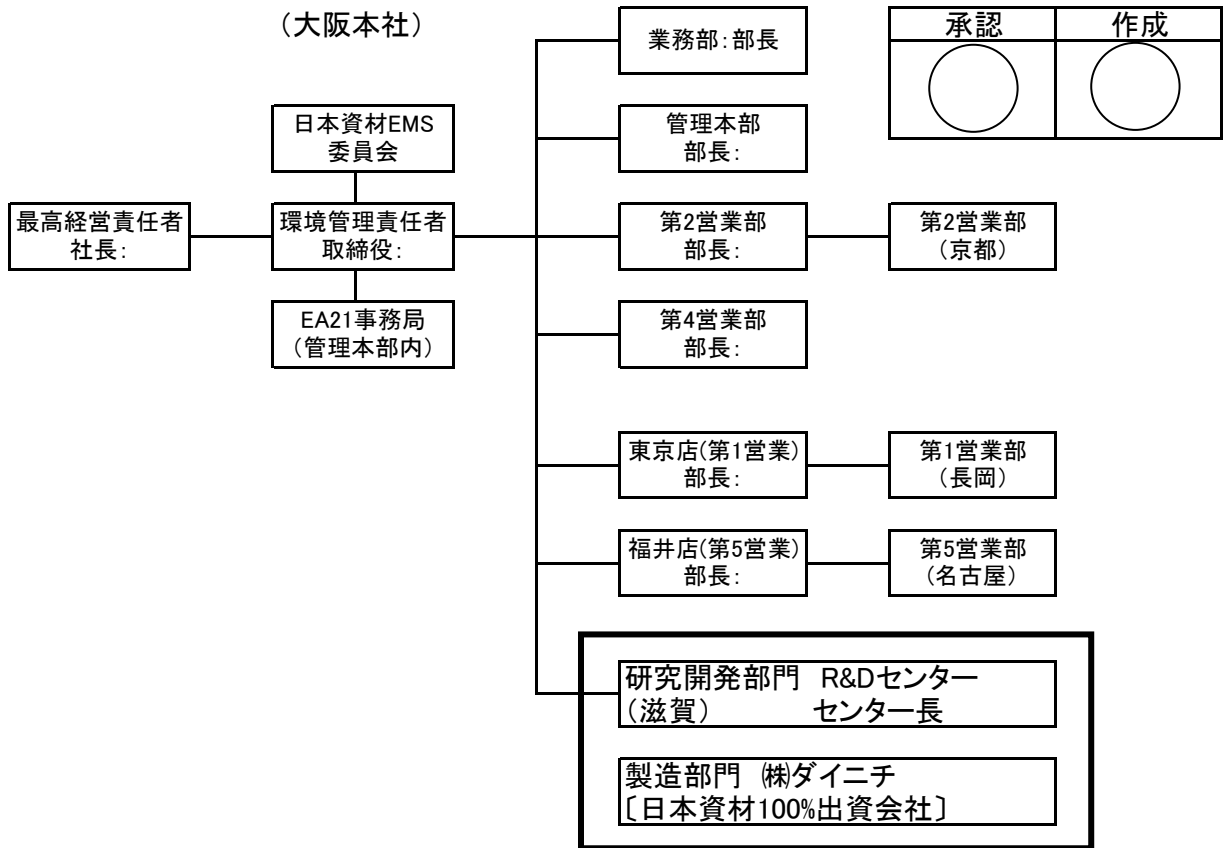 （大阪本社）
業務部：部長
承認
作成
日本資材EMS
委員会
管理本部
部長：
最高経営責任者
社長：
環境管理責任者
取締役：
第2営業部
部長：
第2営業部
（京都）
EA21事務局
（管理本部内）
第4営業部
部長：
東京店(第1営業)
部長：
第1営業部
（長岡）
福井店(第5営業)
部長：
第5営業部
（名古屋）
研究開発部門 R&Dセンター
（滋賀） センター長
製造部門 ㈱ダイニチ
〔日本資材100%出資会社〕